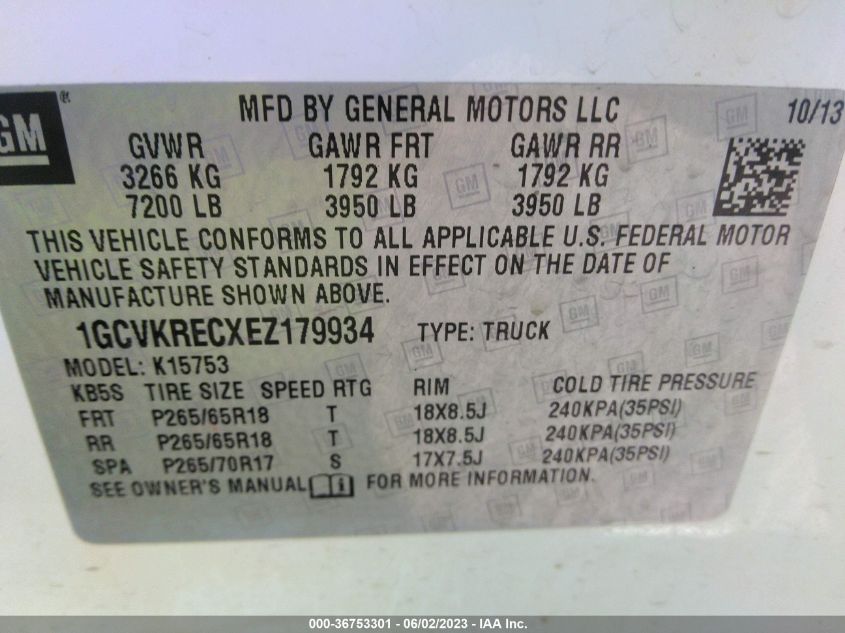 GM ® MFD BY GENERAL MOTORS LLC 10/13
GVWR GAWR FRT GAWR RR
3266 KG 1792 KG 1792 KG
7200 LB 3950 LB 3950 LB
THIS VEHICLE CONFORMS TO ALL APPLICABLE U.S. FEDERAL MOTOR
VEHICLE SAFETY STANDARDS IN EFFECT ON THE DATE OF
MANUFACTURE SHOWN ABOVE.
1GCVKRECXEZ179934 TYPE: TRUCK
MODEL: K15753
KB5S TIRE SIZE SPEED RTG RIM COLD TIRE PRESSURE
FRT P265/65R18 T 18X8.5J 240KPA(35PSI)
RR P265/65R18 T 18X8.5J 240KPA(35PSI)
SPA P265/70R17 S 17X7.5J 240KPA(35PSI)
SEE OWNER'S MANUAL i FOR MORE INFORMATION.
000-36753301 - 06/02/2023 - IAA Inc.